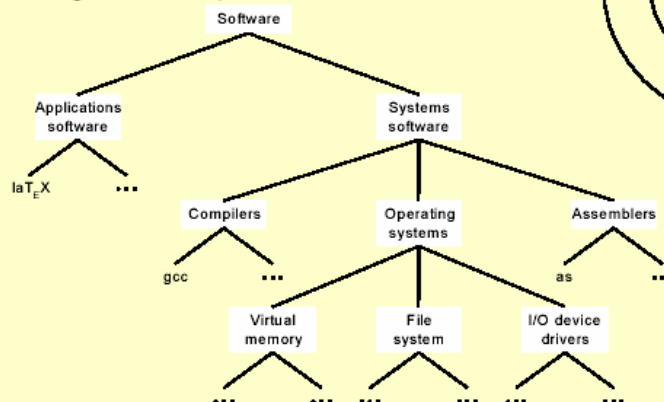 Software
Applications
software
Systems
software
laTEX
...
Compilers
Operating
systems
Assemblers
gcc
...
as
Virtual
memory
File
system
I/O device
drivers